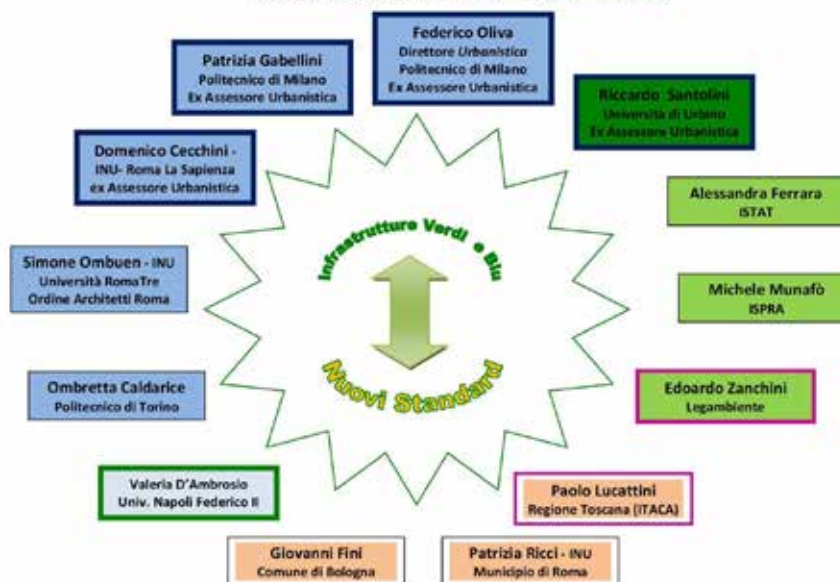 Federico Oliva
Direttore Urbanistica
Politecnico di Milano
Ex Assessore Urbanistica
Patrizia Gabellini
Politecnico di Milano
Ex Assessore Urbanistica
Riccardo Santolini
Università di Urbino
Ex Assessore Urbanistica
Domenico Cecchini -
INU- Roma La Sapienza
ex Assessore Urbanistica
Alessandra Ferrara
ISTAT
Simone Ombuen - INU
Università RomaTre
Ordine Architetti Roma
Infrastrutture Verdi e Blu
Michele Munafò
ISPRA
Nuovi Standard
Ombretta Caldarice
Politecnico di Torino
Edoardo Zanchini
Legambiente
Valeria D'Ambrosio
Univ. Napoli Federico II
Paolo Lucattini
Regione Toscana (ITACA)
Giovanni Fini
Comune di Bologna
Patrizia Ricci - INU
Municipio di Roma